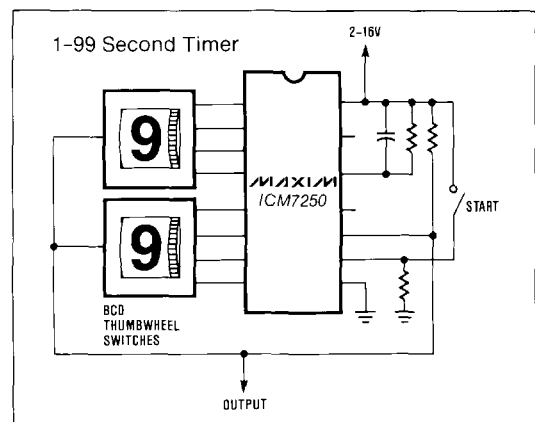 1-99 Second Timer
2-16V
9
MAXIM
ICM7250
START
9
BCD
THUMBWHEEL
SWITCHES
OUTPUT